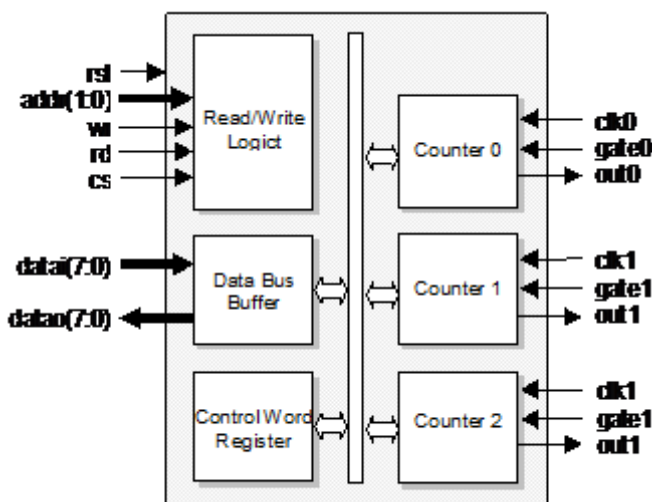 rst
addr(1:0)
wr
rd
cs
Read/Write
Logict
datai(7:0)
datao(7:0)
Data Bus
Buffer
Control Word
Register
Counter 0
clk0
gate0
out0
Counter 1
clk1
gate1
out1
Counter 2
clk1
gate1
out1